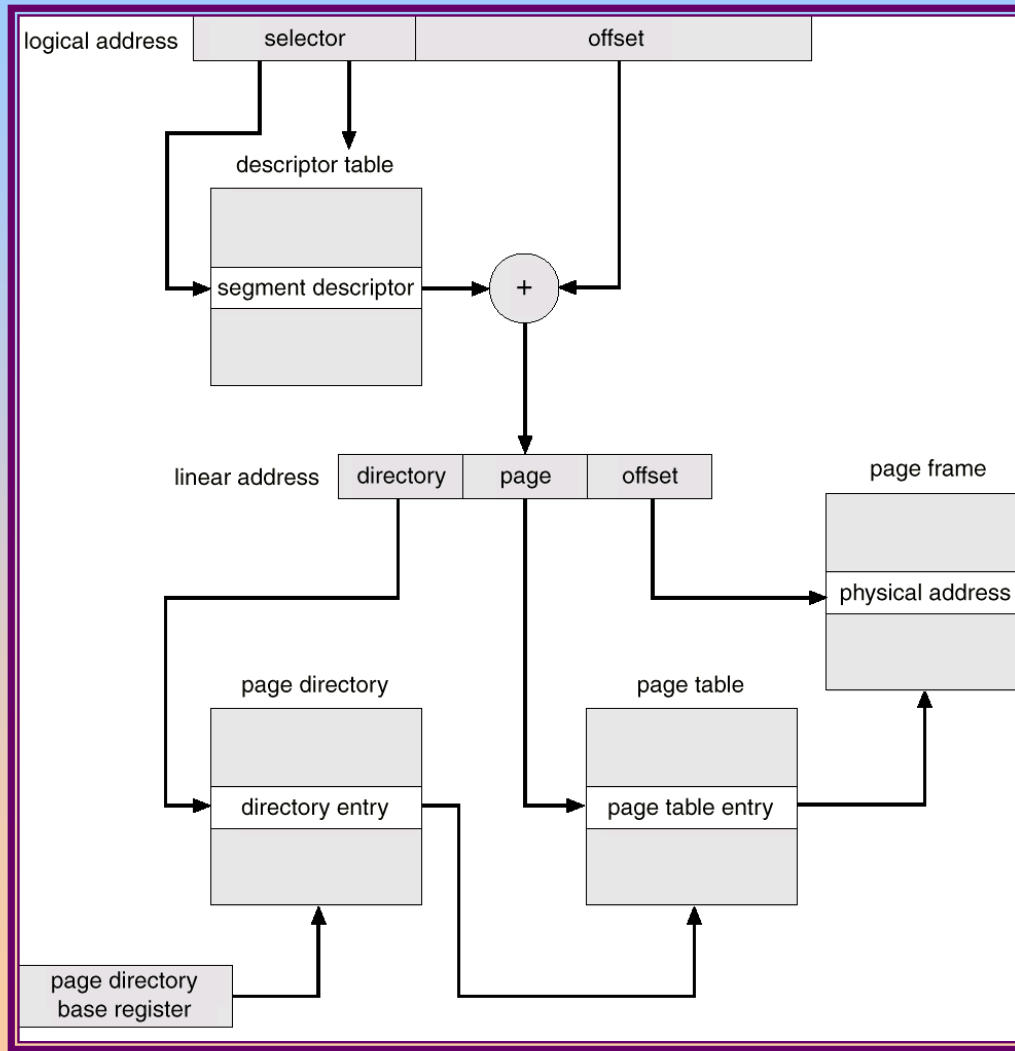 logical address
selector
offset
descriptor table
segment descriptor
+
linear address
directory
page
offset
page frame
physical address
page directory
page table
directory entry
page table entry
page directory
base register